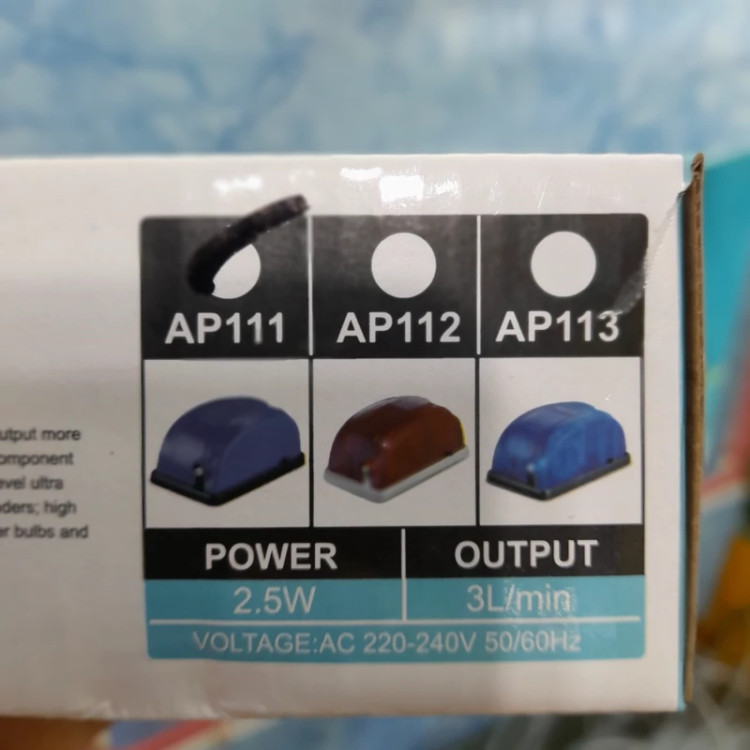 AP111 AP112 AP113
utput more
omponent
evel ultra
ders; high
er bulbs and
POWER OUTPUT
2.5W 3L/min
VOLTAGE:AC 220-240V 50/60Hz